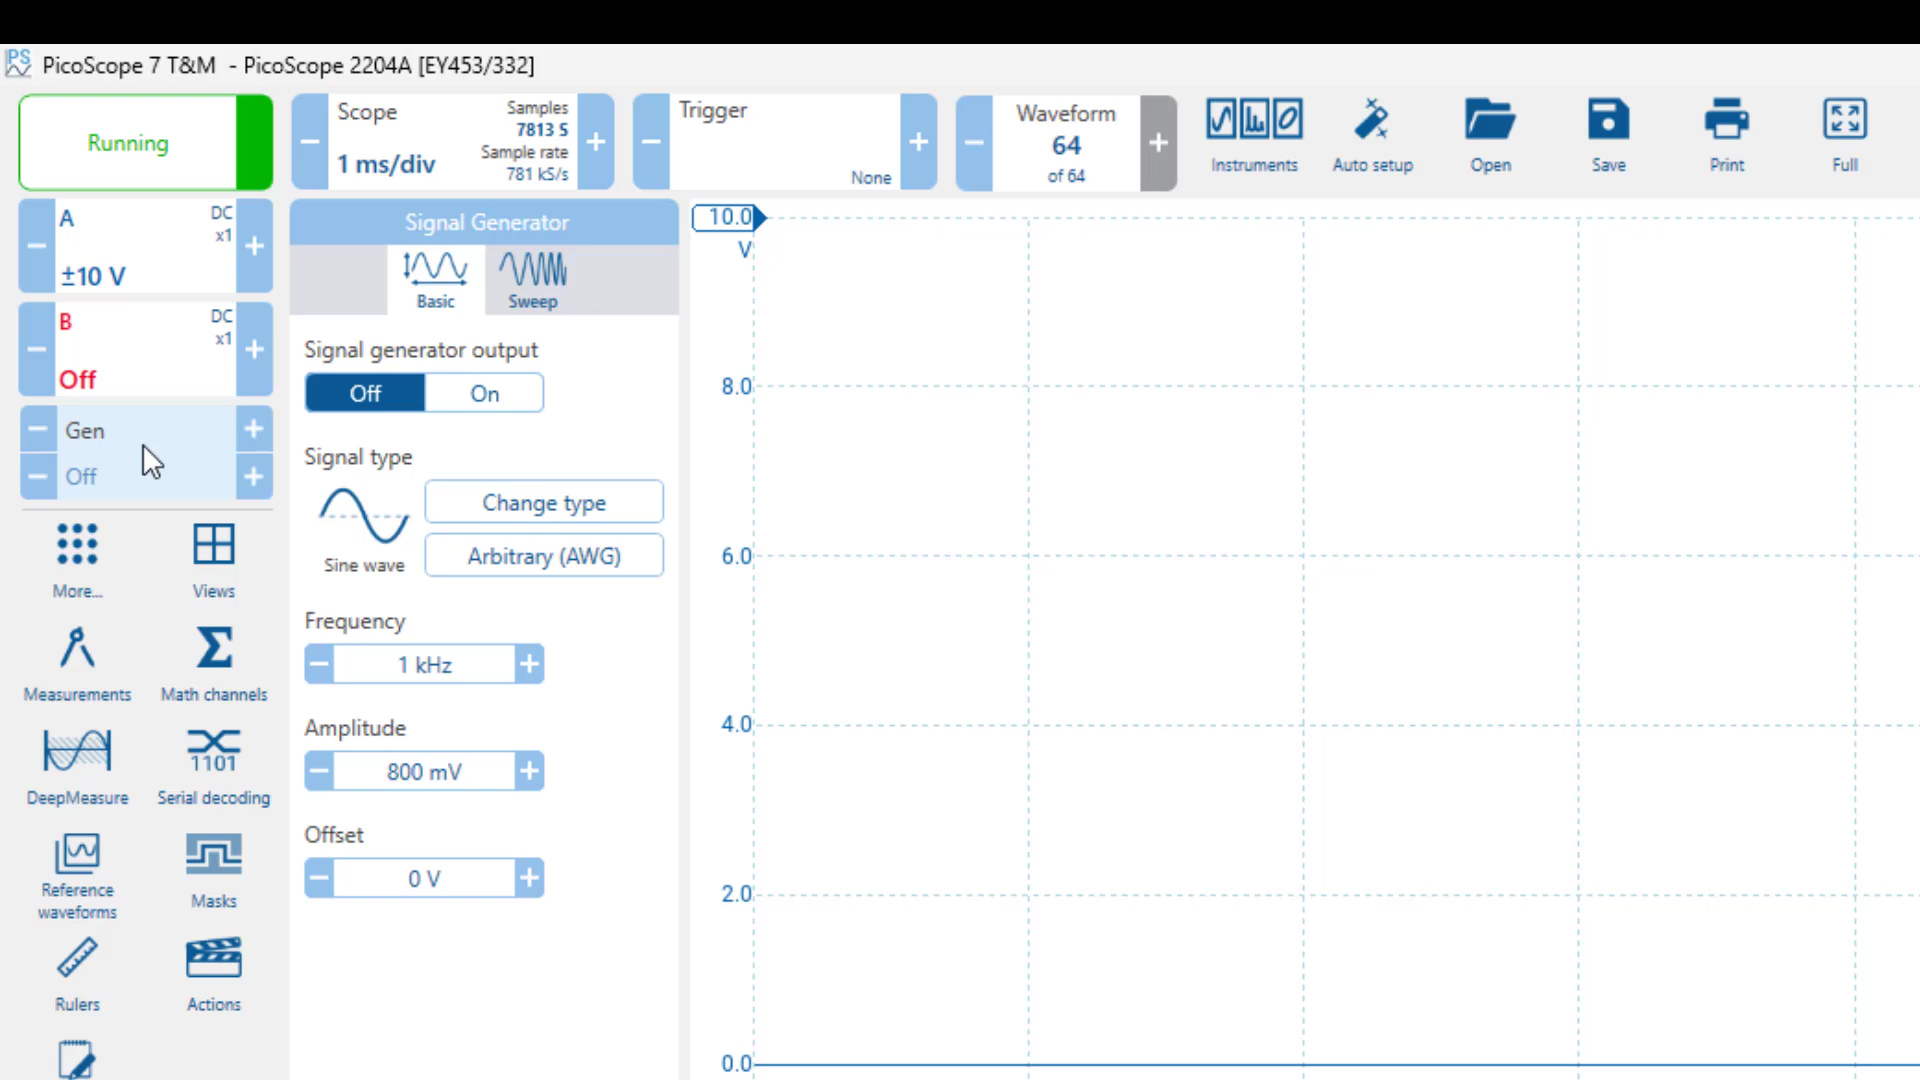 PicoScope 7 T&M - PicoScope 2204A [EY453/332]
Running
Scope
1 ms/div
Samples
7813 S
Sample rate
781 kS/s
Trigger
None
Waveform
64
of 64
Instruments
Auto setup
Open
Save
Print
Full
A
DC
x1
±10 V
B
DC
x1
Off
Gen
Off
More...
Views
Measurements
Math channels
DeepMeasure
1101
Serial decoding
Reference
waveforms
Masks
Rulers
Actions
Signal Generator
Basic
Sweep
Signal generator output
Off
On
Signal type
Sine wave
Change type
Arbitrary (AWG)
Frequency
1 kHz
Amplitude
800 mV
Offset
0 V
10.0
V
8.0
6.0
4.0
2.0
0.0